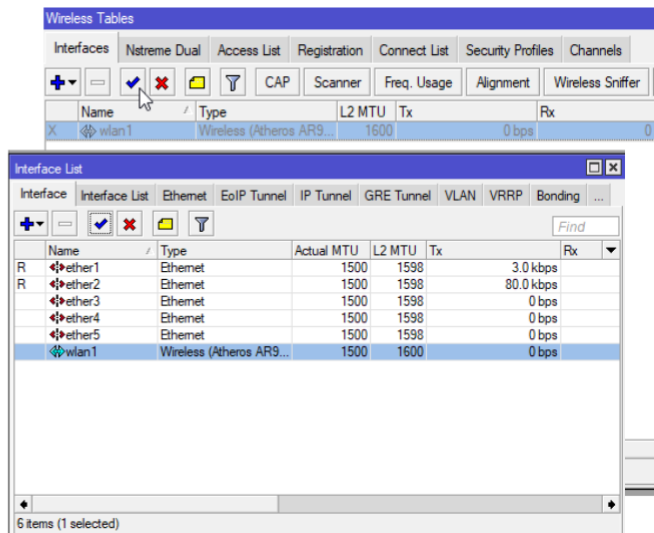 Wireless Tables
Interfaces Nstreme Dual Access List Registration Connect List Security Profiles Channels
CAP Scanner Freq. Usage Alignment Wireless Sniffer
Name Type L2 MTU Tx Rx
X wlan1 Wireless (Atheros AR9... 1600 0 bps 0
Interface List
Interface Interface List Ethernet EoIP Tunnel IP Tunnel GRE Tunnel VLAN VRRP Bonding ...
Find
Name Type Actual MTU L2 MTU Tx Rx
R ether1 Ethernet 1500 1598 3.0 kbps
R ether2 Ethernet 1500 1598 80.0 kbps
ether3 Ethernet 1500 1598 0 bps
ether4 Ethernet 1500 1598 0 bps
ether5 Ethernet 1500 1598 0 bps
wlan1 Wireless (Atheros AR9... 1500 1600 0 bps
6 items (1 selected)